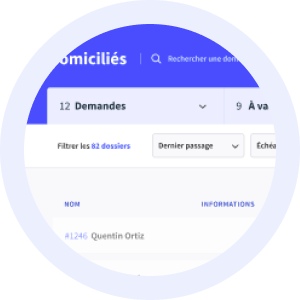 omiciliés
Rechercher une dom
12 Demandes
9 À va
Filtrer les 82 dossiers
Dernier passage
Échéa
NOM INFORMATIONS
#1246 Quentin Ortiz